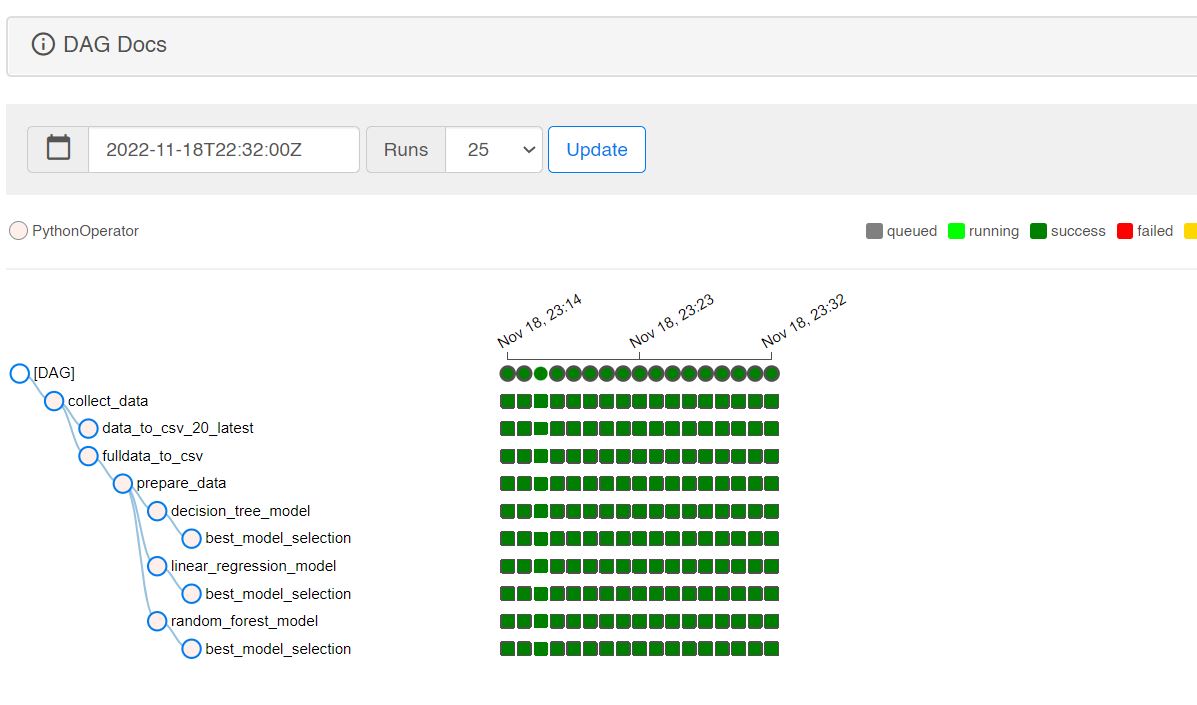 DAG Docs
2022-11-18T22:32:00Z Runs 25 Update
PythonOperator queued running success failed
Nov 18, 23:14 Nov 18, 23:23 Nov 18, 23:32
[DAG]
collect_data
data_to_csv_20_latest
fulldata_to_csv
prepare_data
decision_tree_model
best_model_selection
linear_regression_model
best_model_selection
random_forest_model
best_model_selection